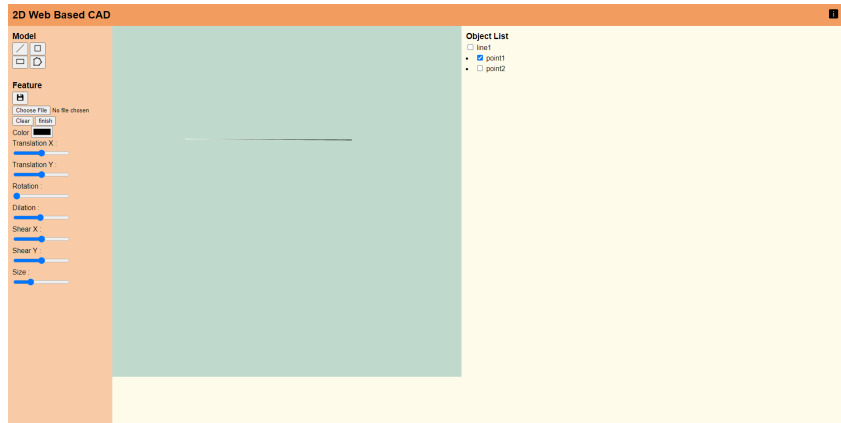 2D Web Based CAD
i
Model
Feature
Choose File No file chosen
Clear finish
Color
Translation X :
Translation Y :
Rotation :
Dilation :
Shear X :
Shear Y :
Size :
Object List
line1
point1
point2